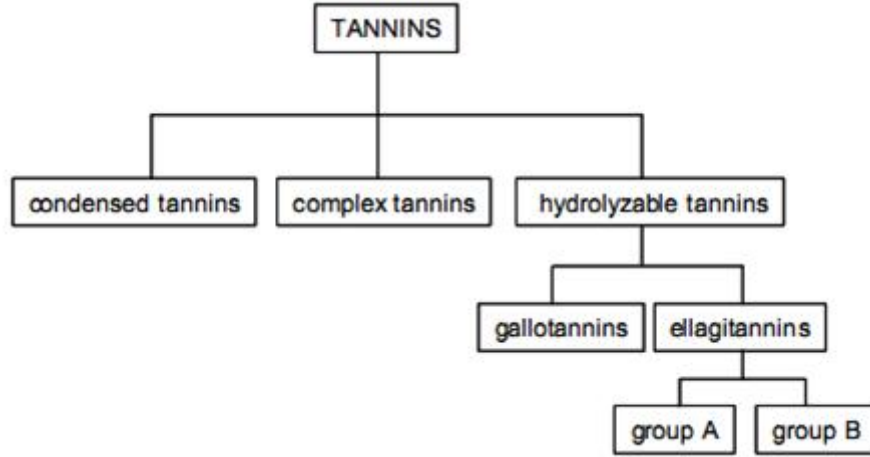 TANNINS
condensed tannins
complex tannins
hydrolyzable tannins
gallotannins
ellagitannins
group A
group B